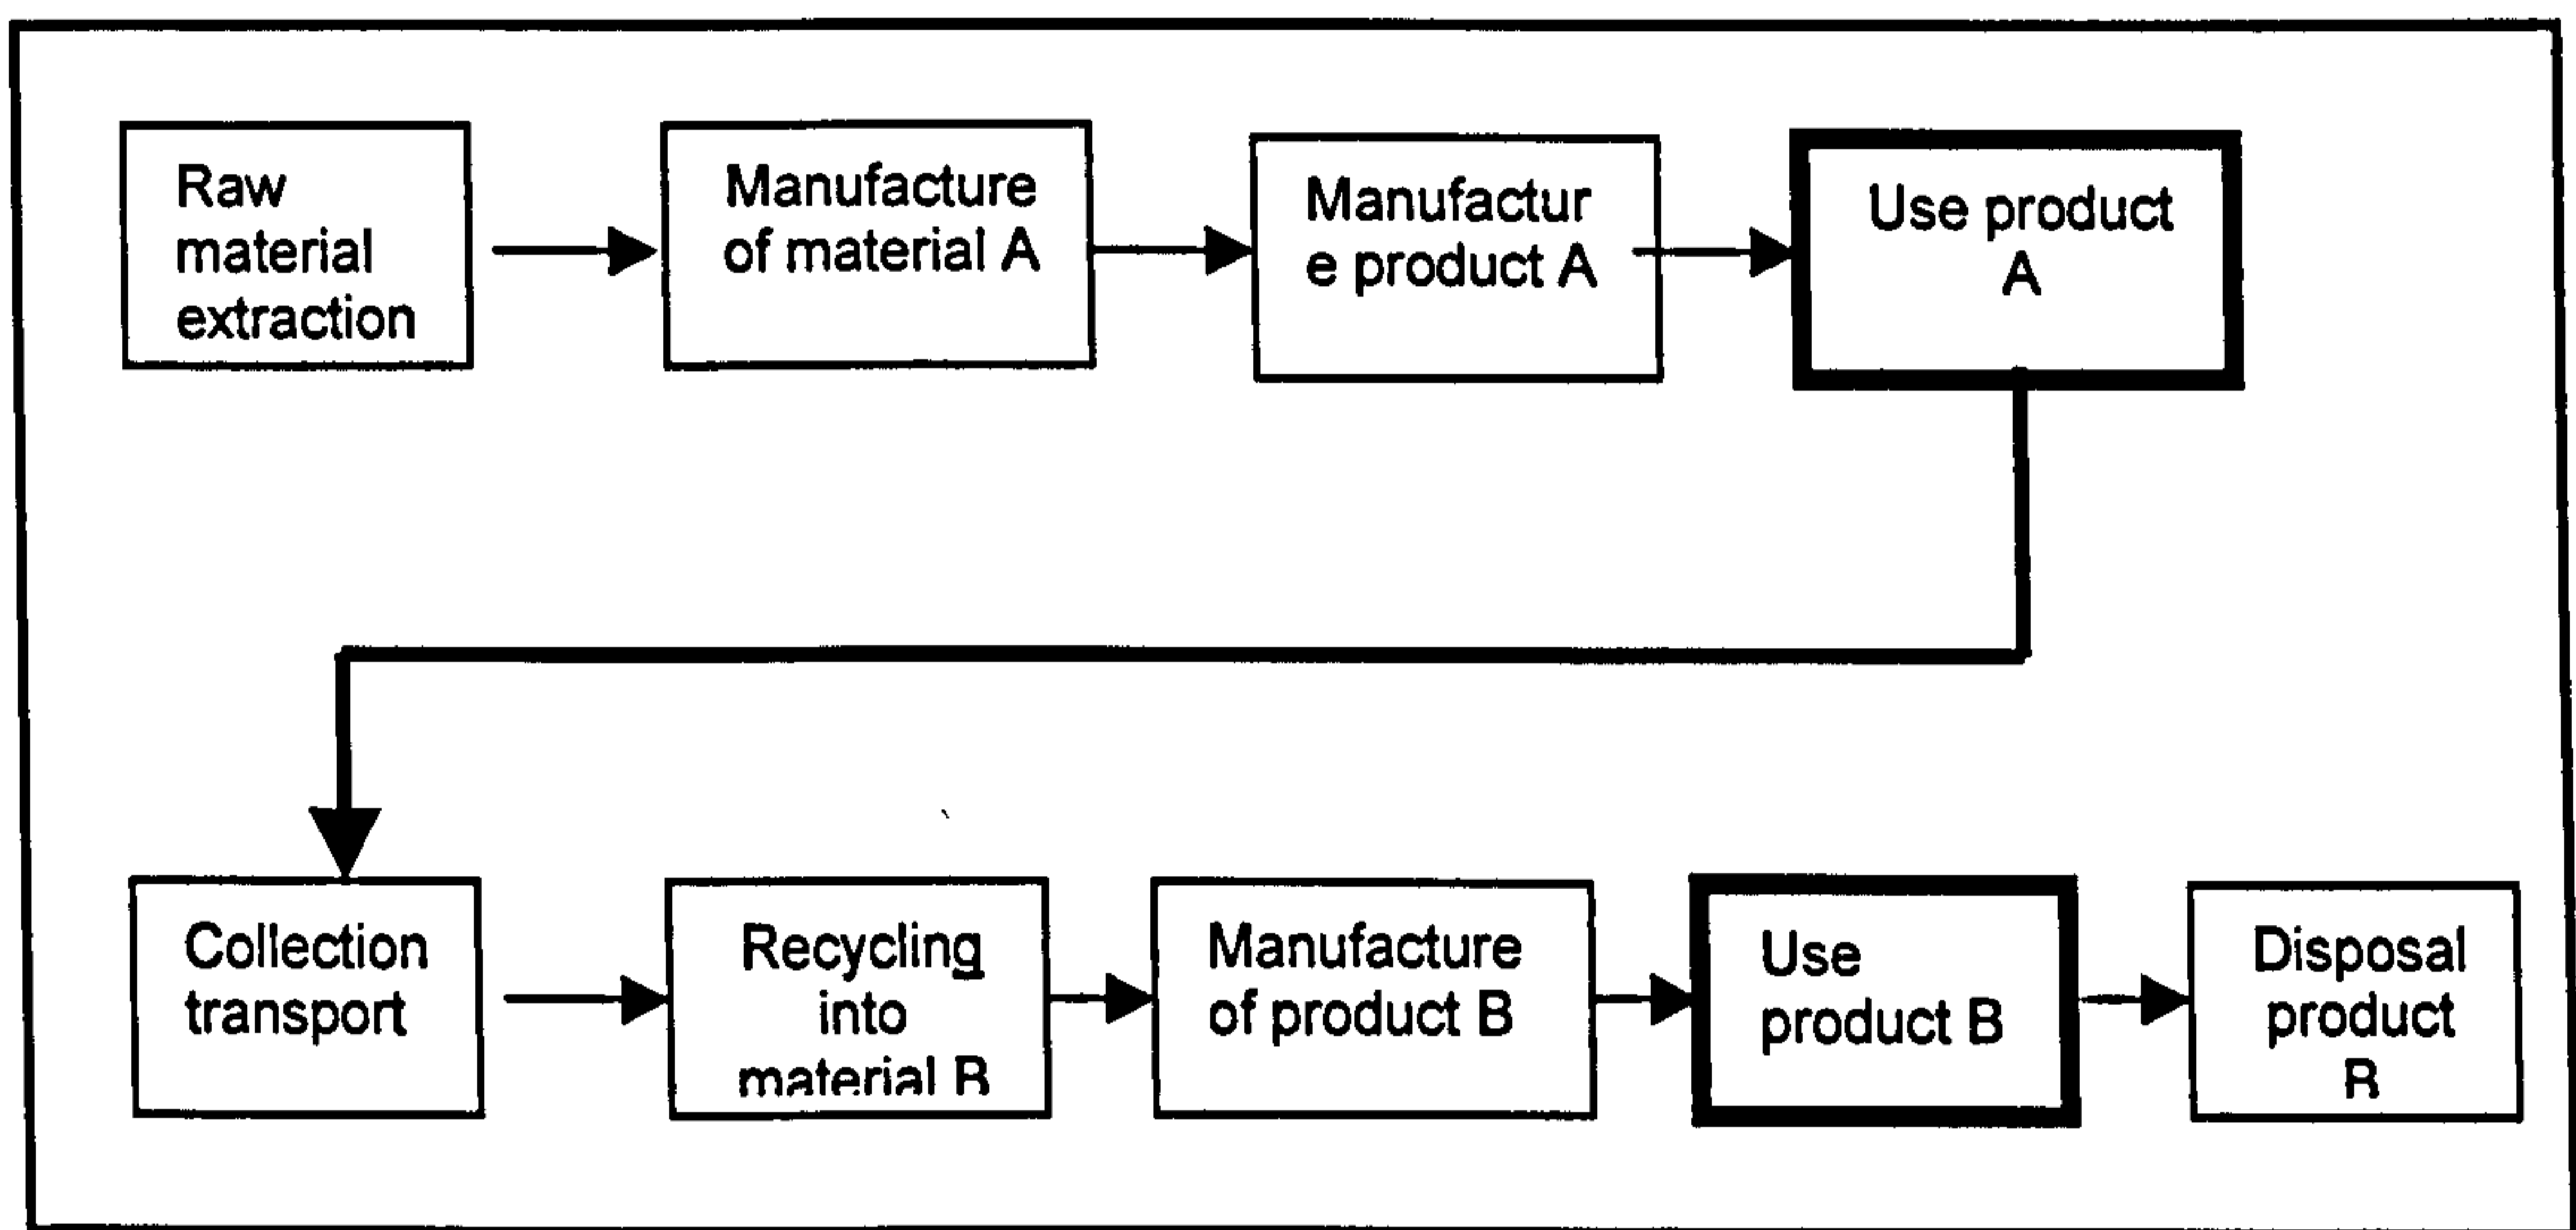 Raw
material
extraction
Manufacture
of material A
Manufactur
e product A
Use product
A
Collection
transport
Recycling
into
material B
Manufacture
of product B
Use
product B
Disposal
product
B